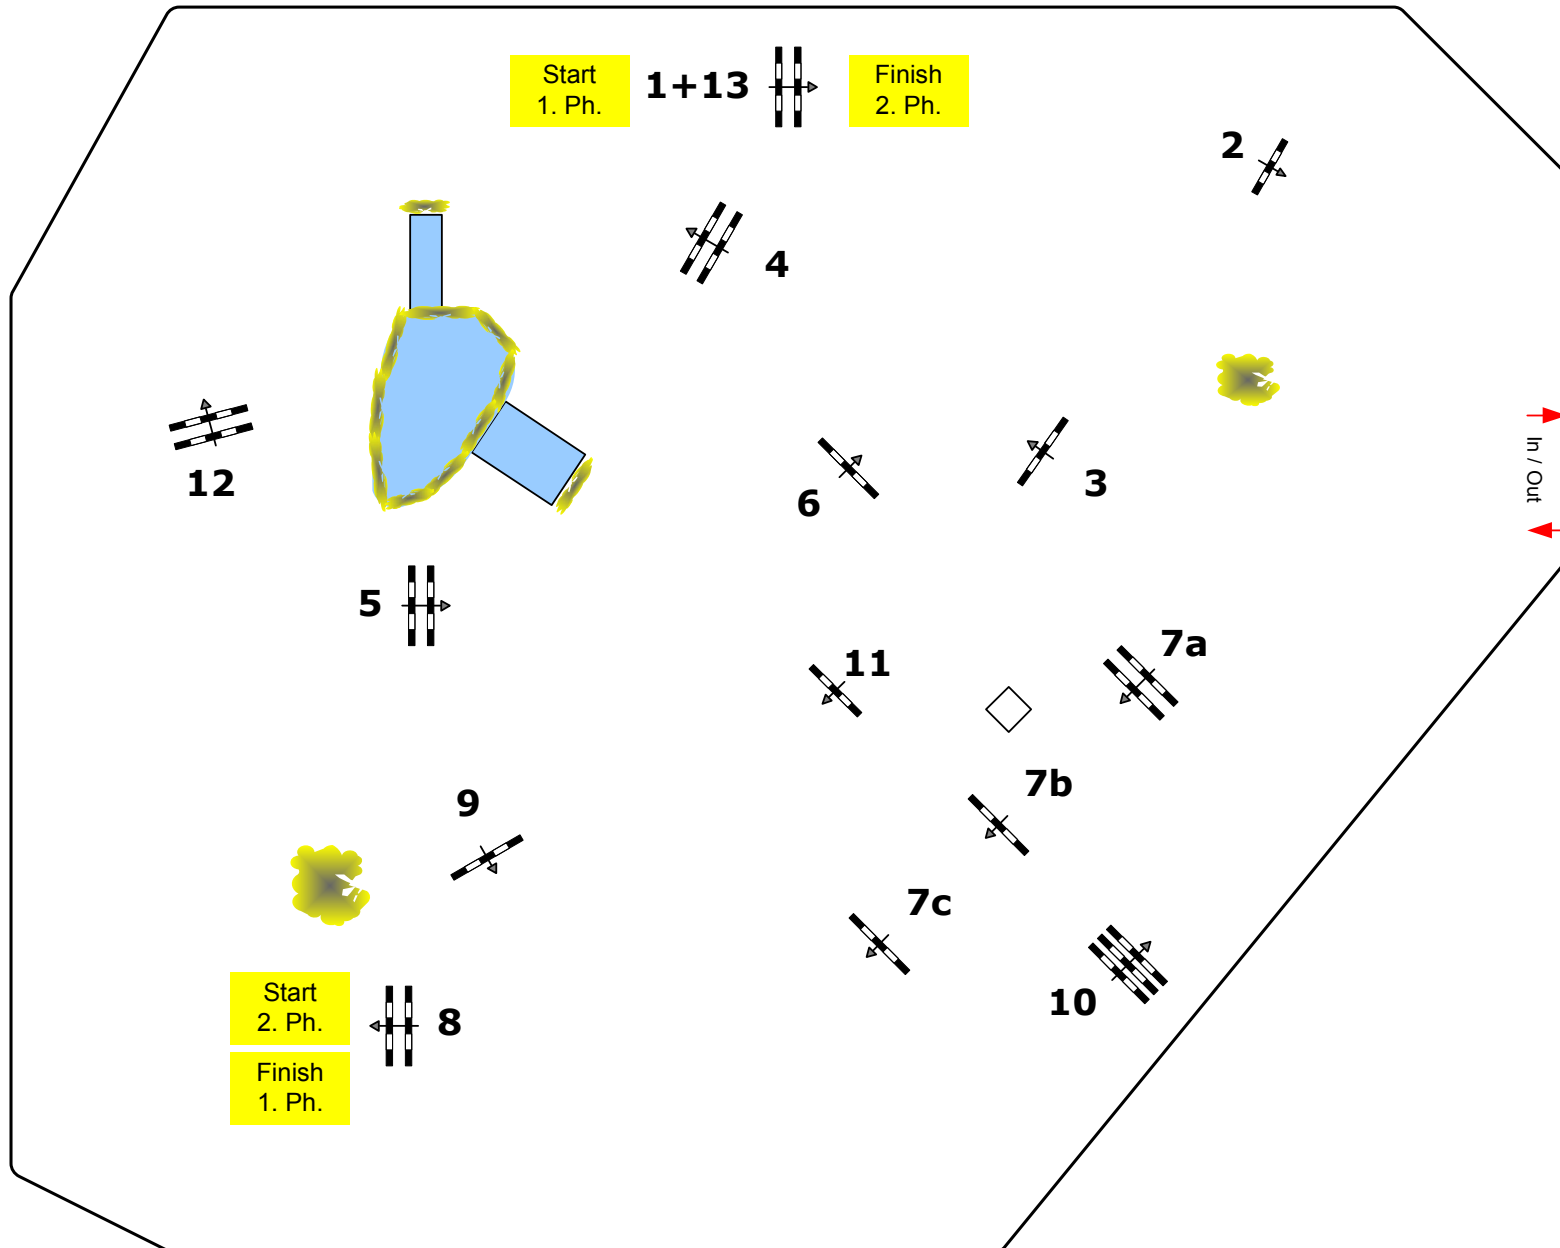 Start
1. Ph.
1+13
Finish
2. Ph.
2
4
12
6
3
In / Out
5
11
7a
7b
9
7c
Start
2. Ph.
8
10
Finish
1. Ph.